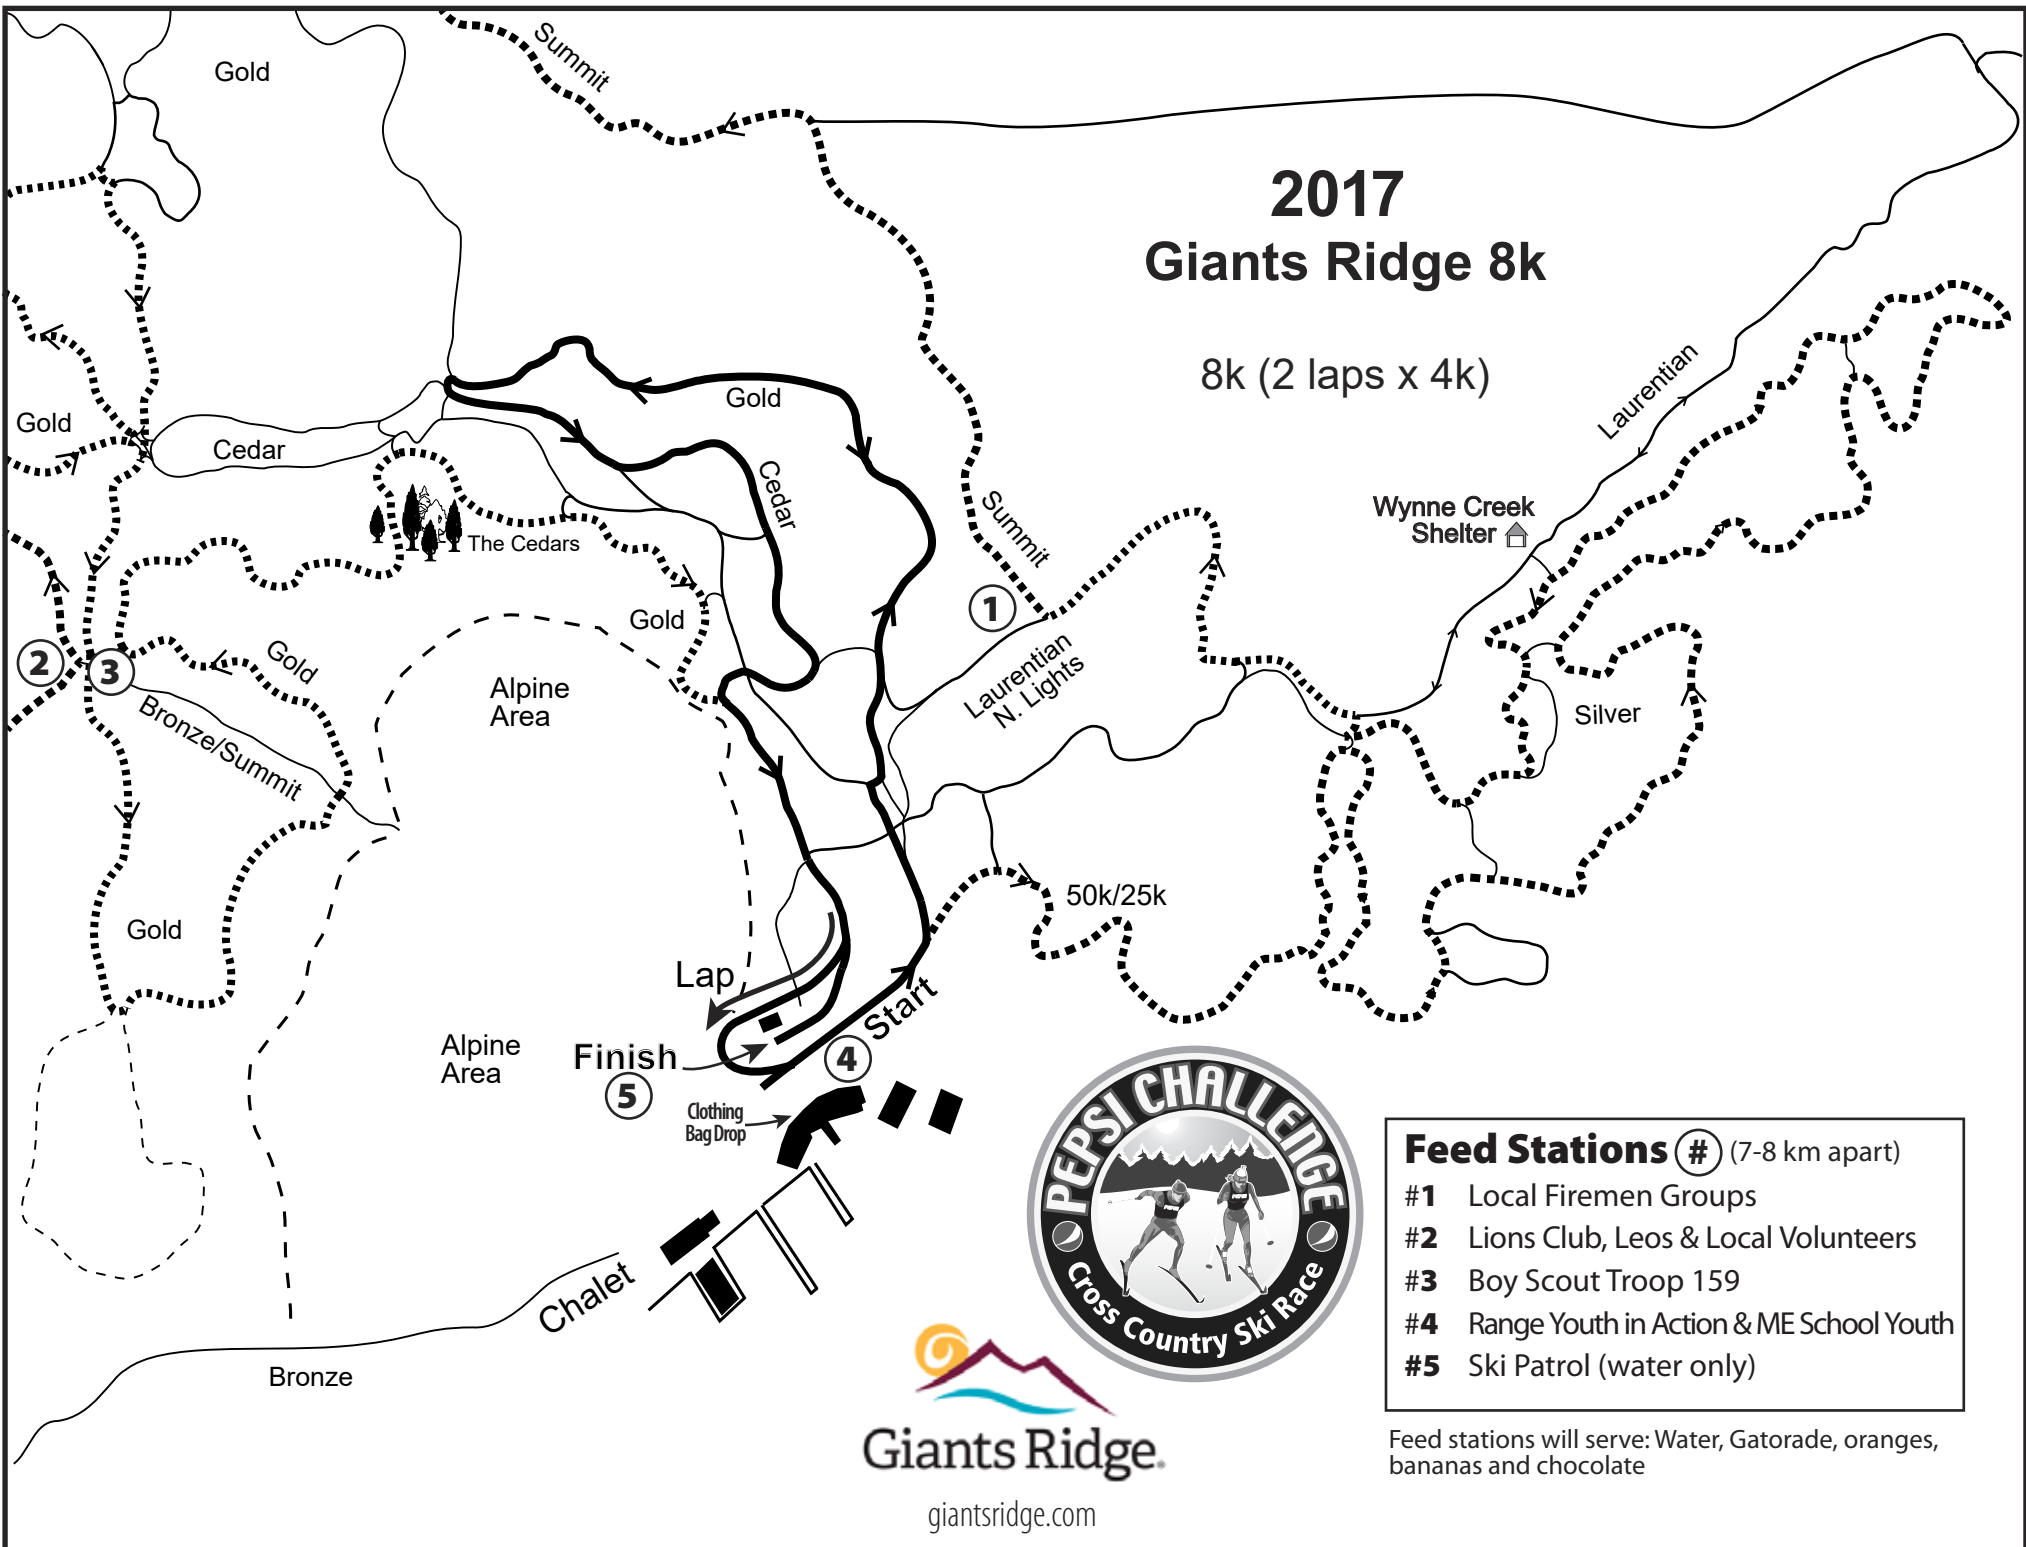 Summit
Gold
2017
Giants Ridge 8k
8k (2 laps x 4k)
Gold
Laurentian
Gold
Cedar
Cedar
Summit
Wynne Creek
Shelter
The Cedars
1
Gold
2
3
Gold
Laurentian
N. Lights
Alpine
Area
Bronze/Summit
Silver
50k/25k
Gold
Lap
Start
Alpine
Area
Finish
4
5
Clothing
Bag Drop
PEPSI CHALLENGE
Cross Country Ski Race
Feed Stations # (7-8 km apart)
#1 Local Firemen Groups
#2 Lions Club, Leos & Local Volunteers
#3 Boy Scout Troop 159
#4 Range Youth in Action & ME School Youth
#5 Ski Patrol (water only)
Chalet
Bronze
Giants Ridge.
Feed stations will serve: Water, Gatorade, oranges,
bananas and chocolate
giantsridge.com